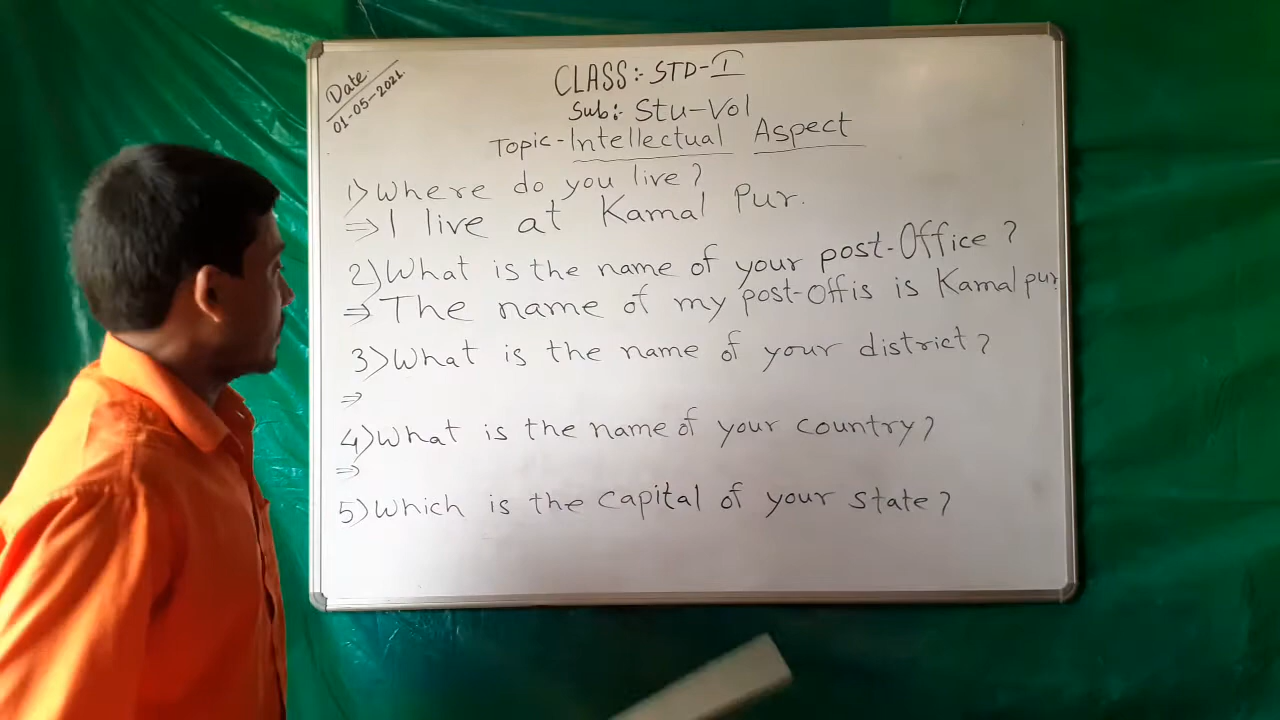 Date.
01-05-2021.
CLASS:- STD-I
Sub:- Stu-Vol
Topic-Intellectual Aspect
1) Where do you live?
⇒ I live at Kamal Pur.
2) What is the name of your post-Office?
⇒ The name of my post-offis is Kamalpur.
3) What is the name of your district?
⇒
4) What is the name of your country?
⇒
5) Which is the capital of your state?